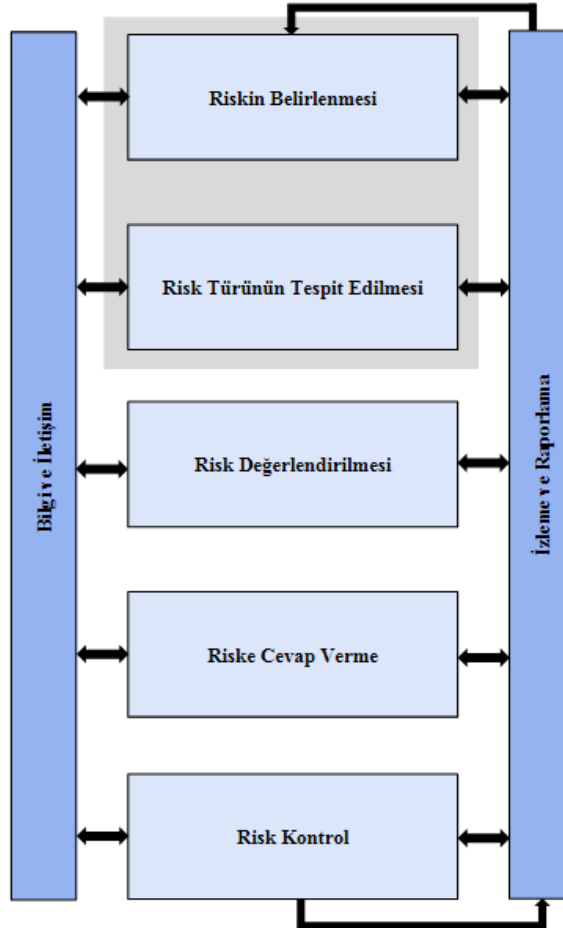 Riskin Belirlenmesi
Risk Türünün Tespit Edilmesi
Risk Değerlendirilmesi
Riske Cevap Verme
Risk Kontrol
Bilgi ve İletişim
İzleme ve Raporlama